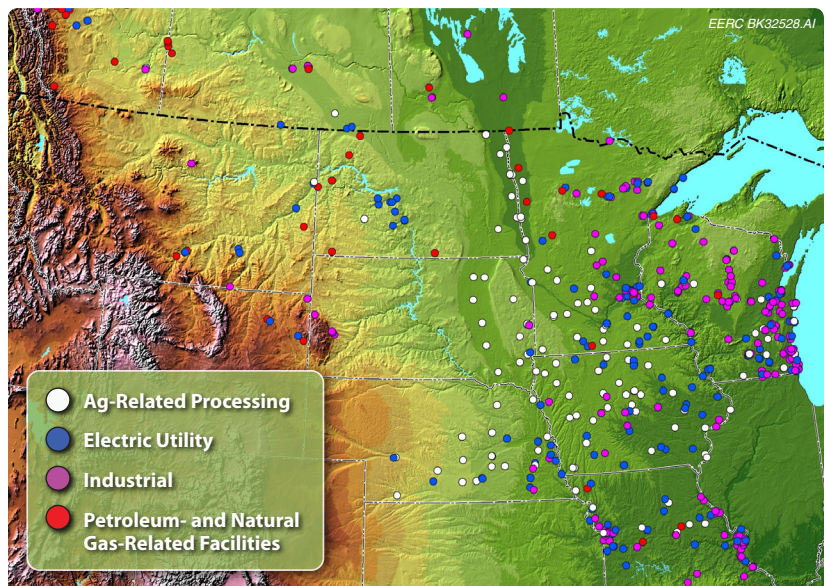 EERC BK32528.AI
Ag-Related Processing
Electric Utility
Industrial
Petroleum- and Natural
Gas-Related Facilities